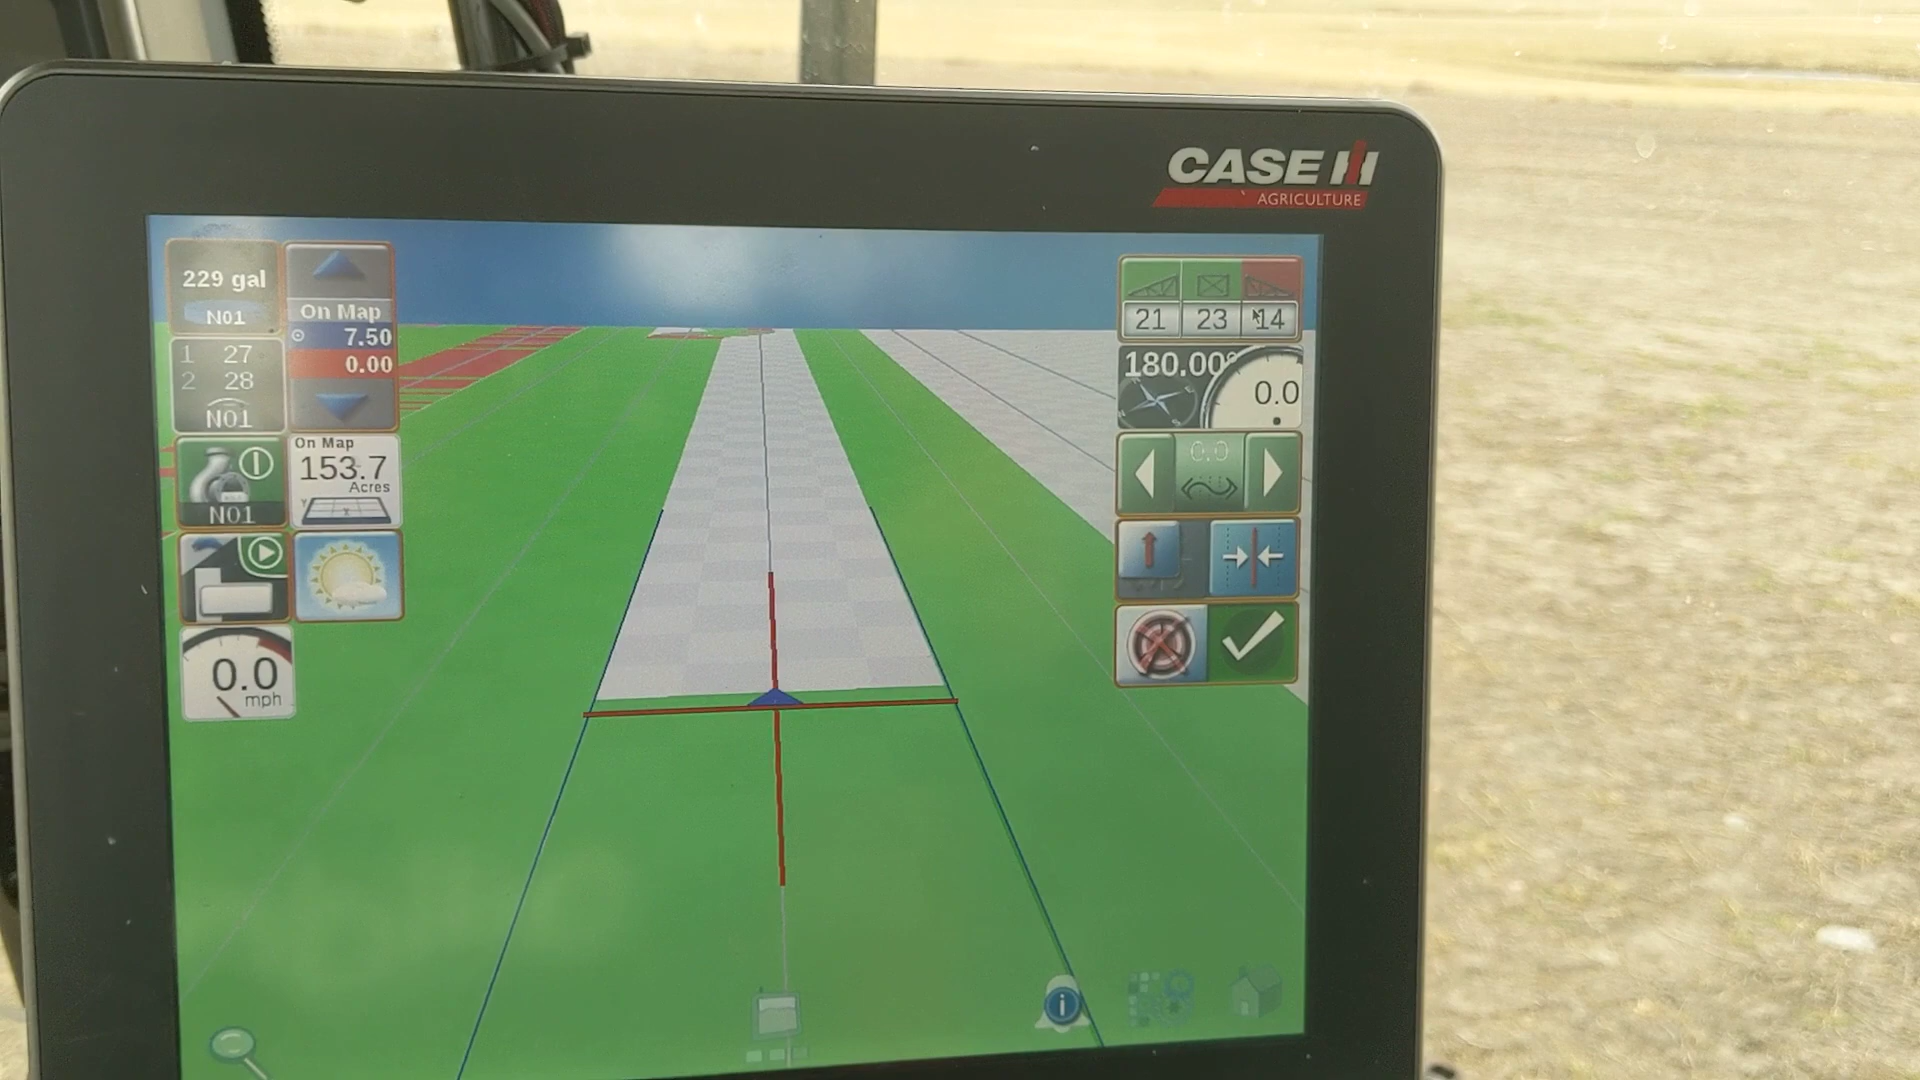 CASE IH
AGRICULTURE
229 gal
N01
On Map
7.50
0.00
1 27
2 28
N01
N01
On Map
153.7
Acres
0.0
mph
21 23 14
180.00°
0.0
0.0